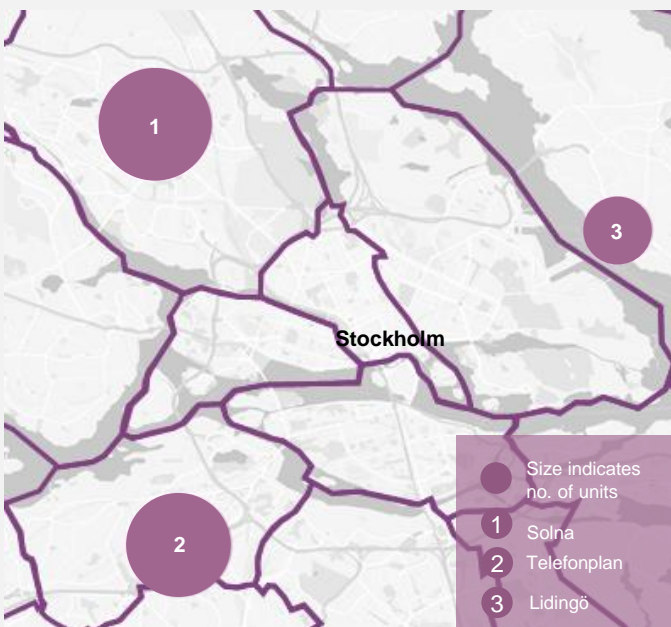 1
3
Stockholm
2
Size indicates
no. of units
1 Solna
2 Telefonplan
3 Lidingö